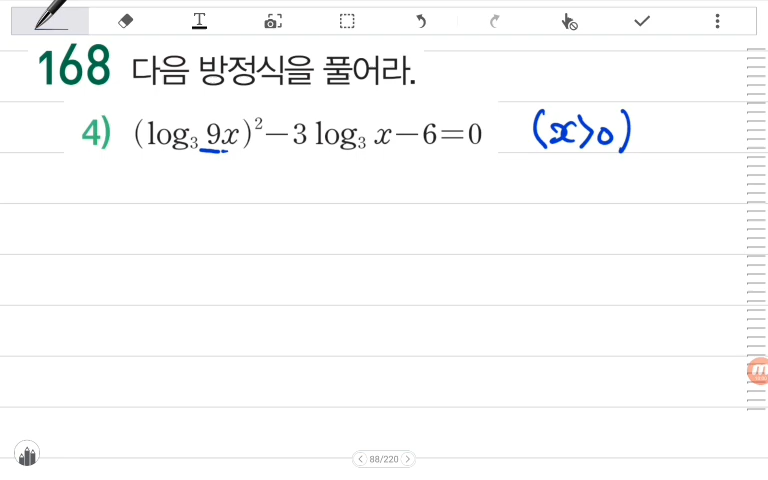 T
168 다음 방정식을 풀어라.
4) (log₃ 9x)² − 3 log₃ x − 6 = 0 (x>0)
88/220